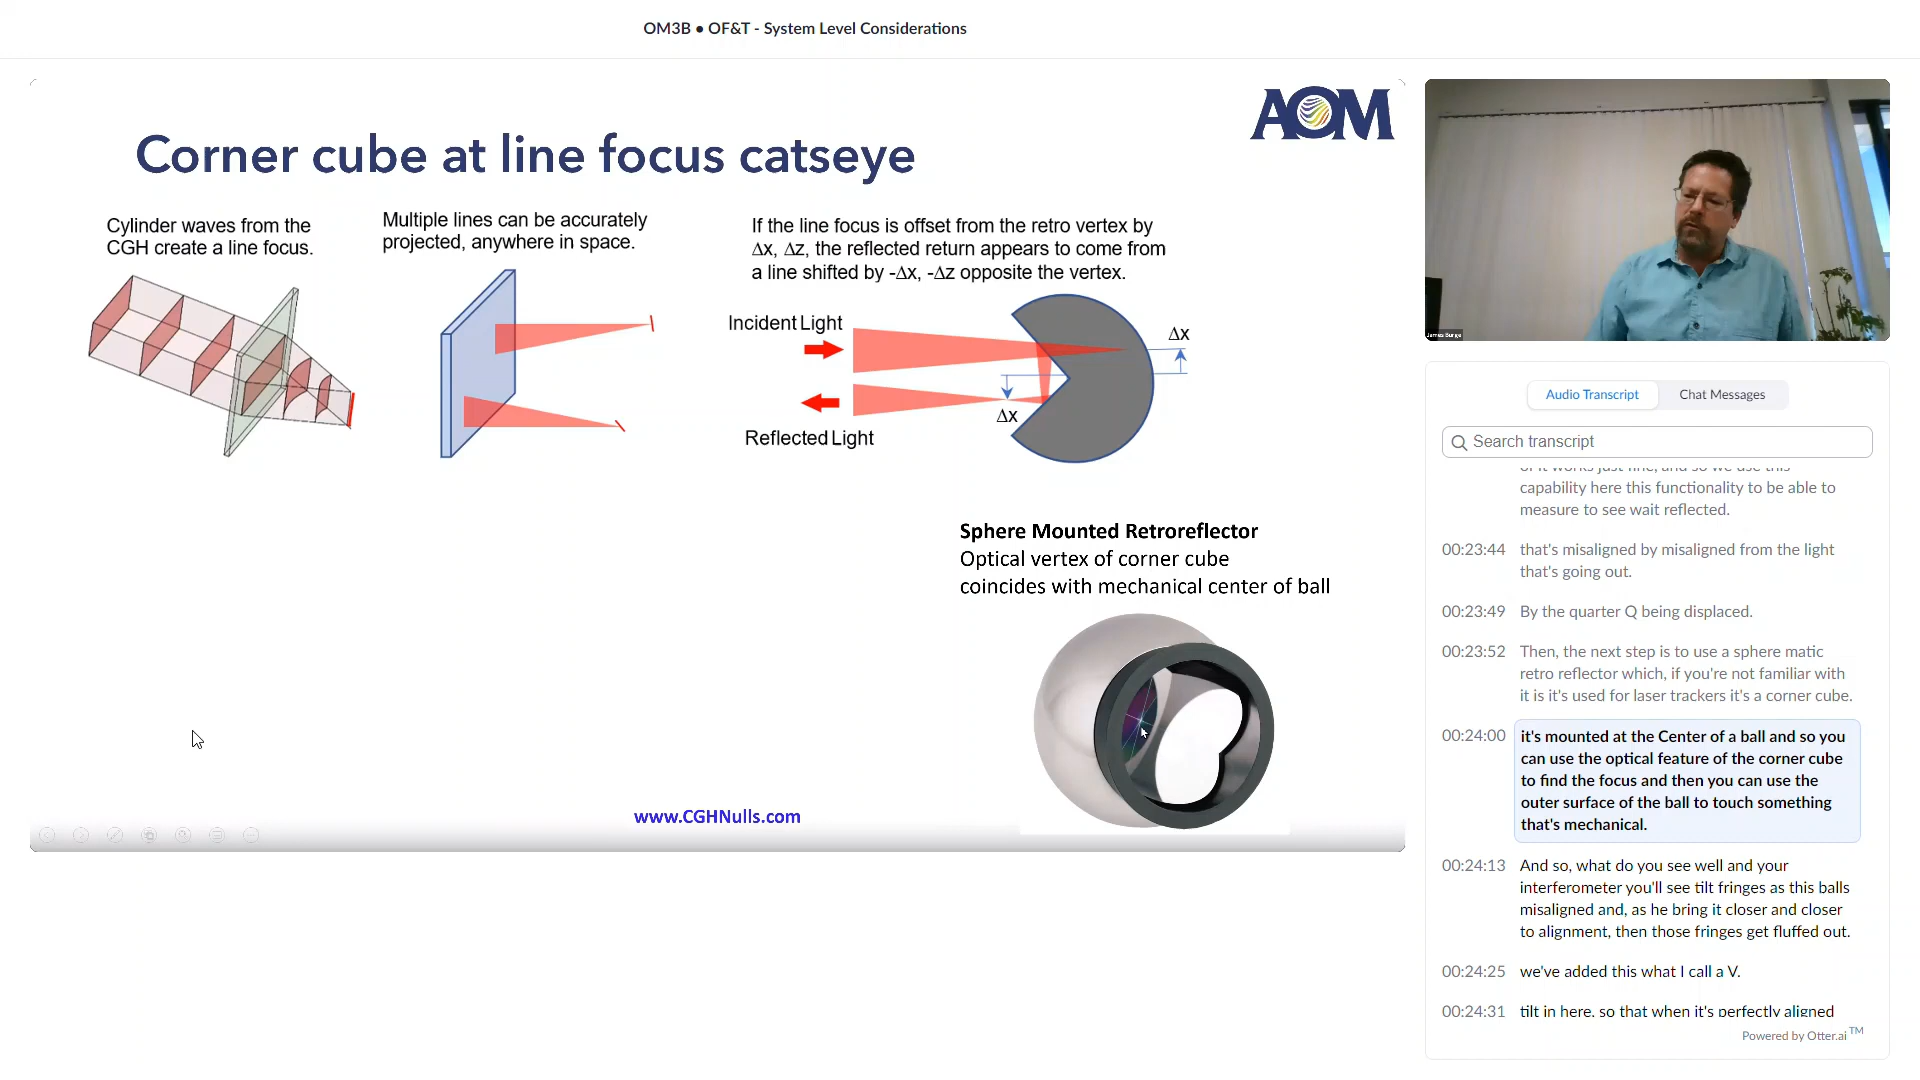 OM3B ● OF&T - System Level Considerations
AOM
Corner cube at line focus catseye
Cylinder waves from the
CGH create a line focus.
Multiple lines can be accurately
projected, anywhere in space.
If the line focus is offset from the retro vertex by
Δx, Δz, the reflected return appears to come from
a line shifted by -Δx, -Δz opposite the vertex.
Incident Light
Δx
Δx
Reflected Light
Sphere Mounted Retroreflector
Optical vertex of corner cube
coincides with mechanical center of ball
www.CGHNulls.com
James Burge
Audio Transcript
Chat Messages
Search transcript
of it works just fine, and so we use this
capability here this functionality to be able to
measure to see wait reflected.
00:23:44 that's misaligned by misaligned from the light
that's going out.
00:23:49 By the quarter Q being displaced.
00:23:52 Then, the next step is to use a sphere matic
retro reflector which, if you're not familiar with
it is it's used for laser trackers it's a corner cube.
00:24:00 it's mounted at the Center of a ball and so you
can use the optical feature of the corner cube
to find the focus and then you can use the
outer surface of the ball to touch something
that's mechanical.
00:24:13 And so, what do you see well and your
interferometer you'll see tilt fringes as this balls
misaligned and, as he bring it closer and closer
to alignment, then those fringes get fluffed out.
00:24:25 we've added this what I call a V.
00:24:31 tilt in here. so that when it's perfectly aligned
Powered by Otter.ai TM